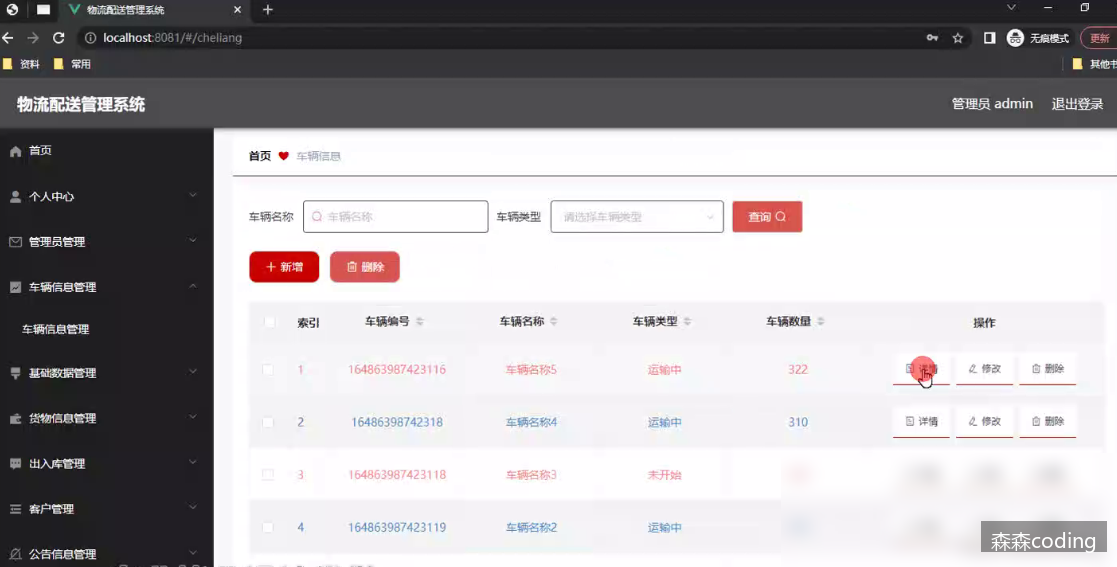 物流配送管理系统
localhost:8081/#/cheliang
无痕模式
更新
资料
常用
其他书
物流配送管理系统
管理员 admin
退出登录
首页
个人中心
管理员管理
车辆信息管理
车辆信息管理
基础数据管理
货物信息管理
出入库管理
客户管理
公告信息管理
首页 车辆信息
车辆名称 车辆名称 车辆类型 请选择车辆类型 查询
新增 删除
索引 车辆编号 车辆名称 车辆类型 车辆数量 操作
1 164863987423116 车辆名称5 运输中 322 详情 修改 删除
2 16486398742318 车辆名称4 运输中 310 详情 修改 删除
3 164863987423118 车辆名称3 未开始
4 164863987423119 车辆名称2 运输中
森森coding